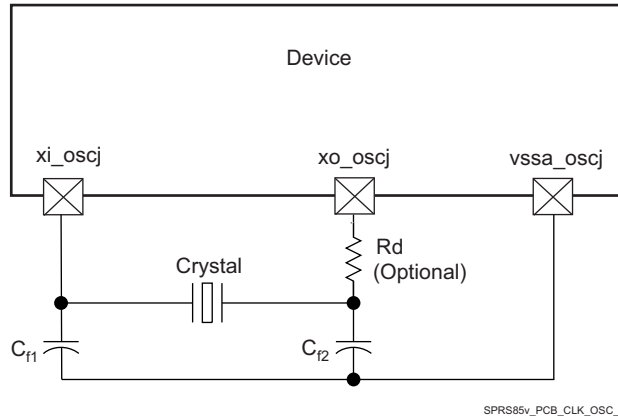 Device
xi_oscj
xo_oscj
vssa_oscj
Rd
(Optional)
Crystal
Cf1
Cf2
SPRS85v_PCB_CLK_OSC_